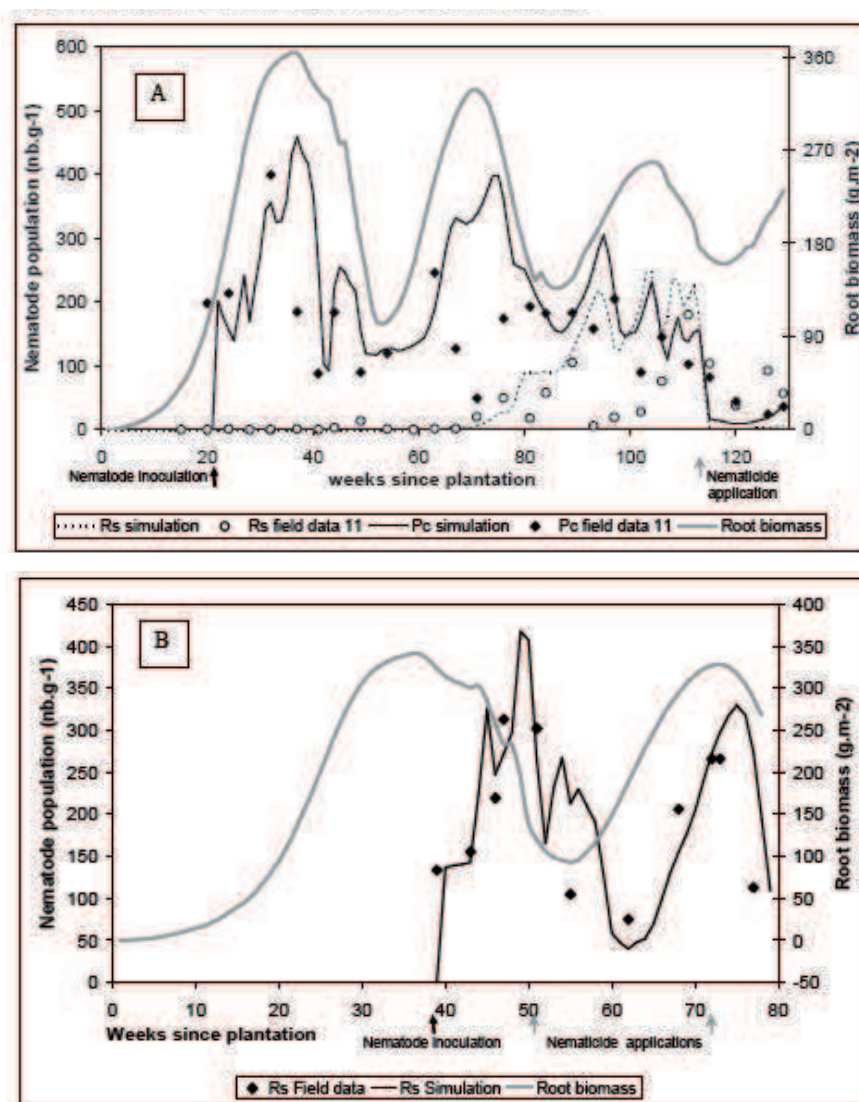 A
Nematode population (nb.g-1)
600
500
400
300
200
100
0
360
270
180
90
0
Root biomass (g.m-2)
0 20 40 60 80 100 120
Nematode inoculation
weeks since plantation
Nematicide
application
Rs simulation Rs field data 11 Pc simulation Pc field data 11 Root biomass
B
Nematode population (nb.g-1)
450
400
350
300
250
200
150
100
50
0
400
350
300
250
200
150
100
50
0
-50
Root biomass (g.m-2)
0 10 20 30 40 50 60 70 80
Weeks since plantation
Nematode inoculation
Nematicide applications
Rs Field data Rs Simulation Root biomass